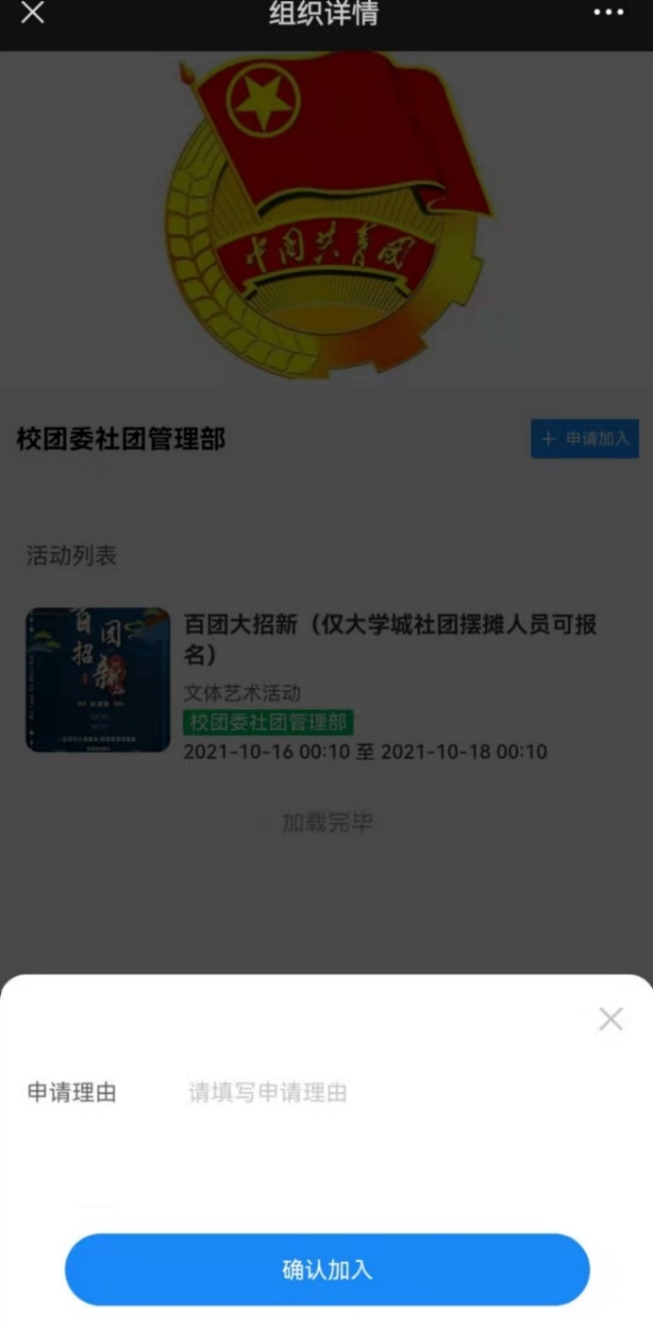 组织详情
中国共青团
校团委社团管理部
+ 申请加入
活动列表
百团
招新
百团大招新（仅大学城社团摆摊人员可报
名）
文体艺术活动
校团委社团管理部
2021-10-16 00:10 至 2021-10-18 00:10
加载完毕
申请理由 请填写申请理由
确认加入